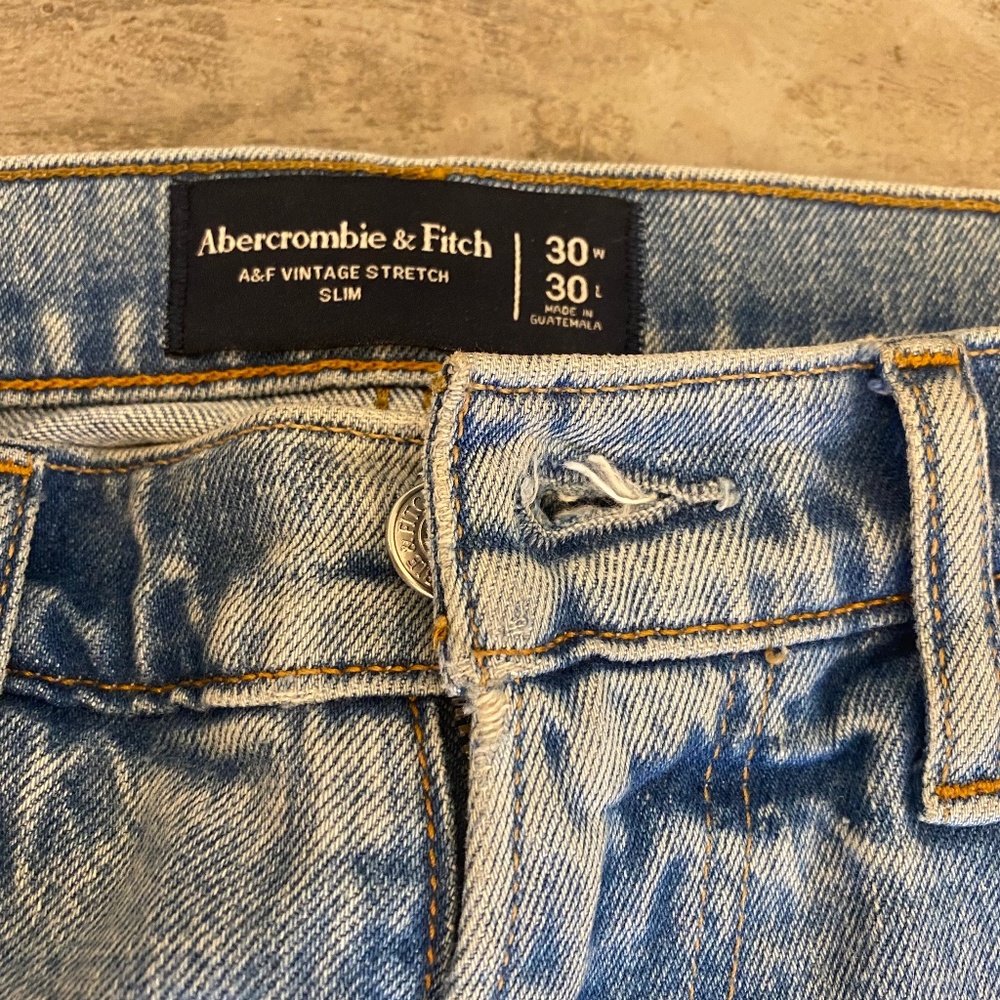 Abercrombie & Fitch
A&F VINTAGE STRETCH
SLIM
30 W
30 L
MADE IN
GUATEMALA